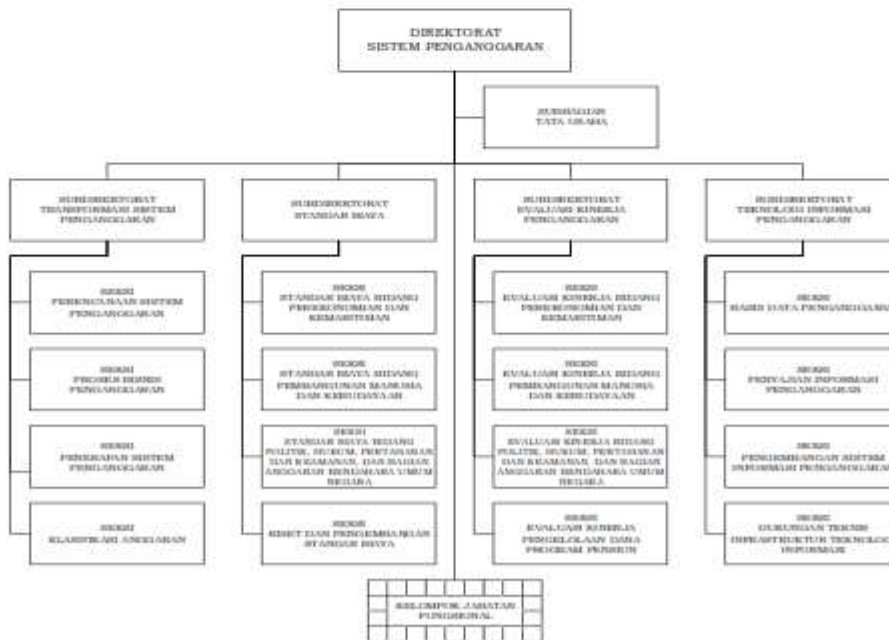 DIREKTORAT
SISTEM PENGANGGARAN
SUBBAGIAN
TATA USAHA
SUBDIREKTORAT
TRANSFORMASI SISTEM
PENGANGGARAN
SUBDIREKTORAT
STANDAR BIAYA
SUBDIREKTORAT
EVALUASI KINERJA
PENGANGGARAN
SUBDIREKTORAT
TEKNOLOGI INFORMASI
PENGANGGARAN
SEKSI
PERENCANAAN SISTEM
PENGANGGARAN
SEKSI
STANDAR BIAYA BIDANG
PEREKONOMIAN DAN
KEMARITIMAN
SEKSI
EVALUASI KINERJA BIDANG
PEREKONOMIAN DAN
KEMARITIMAN
SEKSI
BASIS DATA PENGANGGARAN
SEKSI
PROSES BISNIS
PENGANGGARAN
SEKSI
STANDAR BIAYA BIDANG
PEMBANGUNAN MANUSIA
DAN KEBUDAYAAN
SEKSI
EVALUASI KINERJA BIDANG
PEMBANGUNAN MANUSIA
DAN KEBUDAYAAN
SEKSI
PENYAJIAN INFORMASI
PENGANGGARAN
SEKSI
PENERAPAN SISTEM
PENGANGGARAN
SEKSI
STANDAR BIAYA BIDANG
POLITIK, HUKUM, PERTAHANAN
DAN KEAMANAN, DAN BAGIAN
ANGGARAN BENDAHARA UMUM
NEGARA
SEKSI
EVALUASI KINERJA BIDANG
POLITIK, HUKUM, PERTAHANAN
DAN KEAMANAN, DAN BAGIAN
ANGGARAN BENDAHARA UMUM
NEGARA
SEKSI
PENGEMBANGAN SISTEM
INFORMASI PENGANGGARAN
SEKSI
KLASIFIKASI ANGGARAN
SEKSI
RISET DAN PENGEMBANGAN
STANDAR BIAYA
SEKSI
EVALUASI KINERJA
PENGELOLAAN DANA
PROGRAM PENSIUN
SEKSI
DUKUNGAN TEKNIS
INFRASTRUKTUR TEKNOLOGI
INFORMASI
KELOMPOK JABATAN
FUNGSIONAL